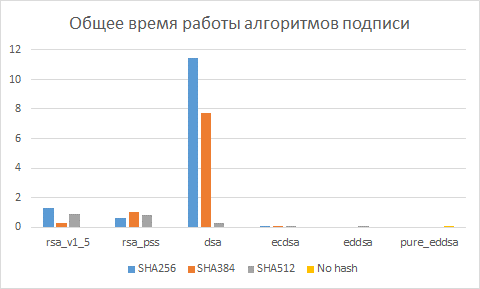 Общее время работы алгоритмов подписи
12
10
8
6
4
2
0
rsa_v1_5 rsa_pss dsa ecdsa eddsa pure_eddsa
SHA256 SHA384 SHA512 No hash